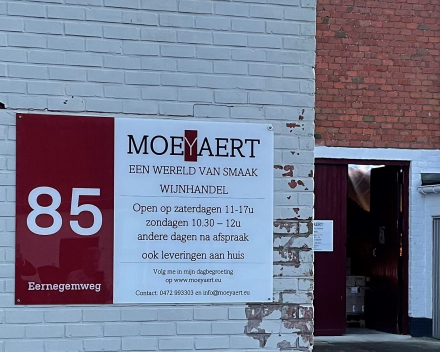 85
Eernegemweg
MOEYAERT
EEN WERELD VAN SMAAK
WIJNHANDEL
Open op zaterdagen 11-17u
zondagen 10.30 – 12u
andere dagen na afspraak
ook leveringen aan huis
Volg me in mijn dagbegroeting
op www.moeyaert.eu
Contact: 0472 993303 en info@moeyaert.eu